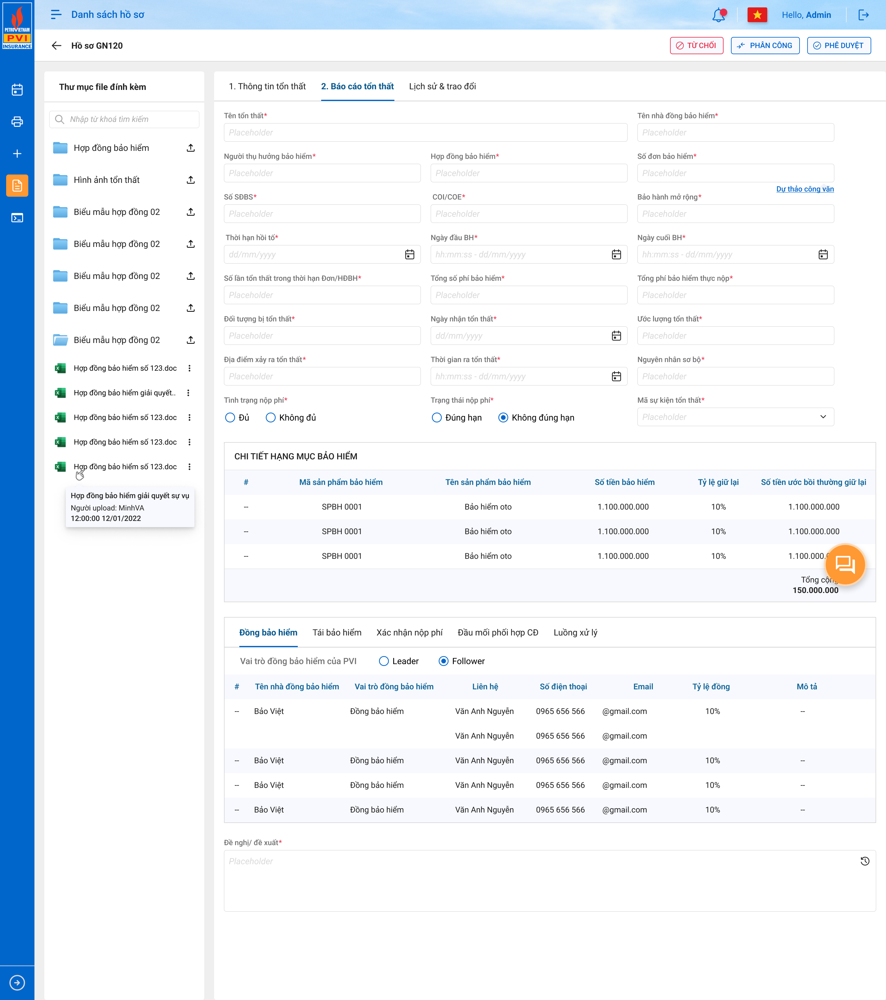 PETROVIETNAM
PVI
INSURANCE
Danh sách hồ sơ
Hello, Admin
Hồ sơ GN120
TỪ CHỐI
PHÂN CÔNG
PHÊ DUYỆT
Thư mục file đính kèm
Nhập từ khoá tìm kiếm
Hợp đồng bảo hiểm
Hình ảnh tổn thất
Biểu mẫu hợp đồng 02
Biểu mẫu hợp đồng 02
Biểu mẫu hợp đồng 02
Biểu mẫu hợp đồng 02
Biểu mẫu hợp đồng 02
Hợp đồng bảo hiểm số 123.doc
Hợp đồng bảo hiểm giải quyết..
Hợp đồng bảo hiểm số 123.doc
Hợp đồng bảo hiểm số 123.doc
Hợp đồng bảo hiểm số 123.doc
Hợp đồng bảo hiểm giải quyết sự vụ
Người upload: MinhVA
12:00:00 12/01/2022
1. Thông tin tổn thất 2. Báo cáo tổn thất Lịch sử & trao đổi
Tên tổn thất* Tên nhà đồng bảo hiểm*
Placeholder Placeholder
Người thụ hưởng bảo hiểm* Hợp đồng bảo hiểm* Số đơn bảo hiểm*
Placeholder Placeholder Placeholder
Dự thảo công văn
Số SĐBS* COI/COE* Bảo hành mở rộng*
Placeholder Placeholder Placeholder
Thời hạn hồi tố* Ngày đầu BH* Ngày cuối BH*
dd/mm/yyyy hh:mm:ss - dd/mm/yyyy hh:mm:ss - dd/mm/yyyy
Số lần tổn thất trong thời hạn Đơn/HĐBH* Tổng số phí bảo hiểm* Tổng phí bảo hiểm thực nộp*
Placeholder Placeholder Placeholder
Đối tượng bị tổn thất* Ngày nhận tổn thất* Ước lượng tổn thất*
Placeholder dd/mm/yyyy Placeholder
Địa điểm xảy ra tổn thất* Thời gian ra tổn thất* Nguyên nhân sơ bộ*
Placeholder hh:mm:ss - dd/mm/yyyy Placeholder
Tình trạng nộp phí* Trạng thái nộp phí* Mã sự kiện tổn thất*
Đủ Không đủ Đúng hạn Không đúng hạn Placeholder
CHI TIẾT HẠNG MỤC BẢO HIỂM
# Mã sản phẩm bảo hiểm Tên sản phẩm bảo hiểm Số tiền bảo hiểm Tỷ lệ giữ lại Số tiền ước bồi thường giữ lại
-- SPBH 0001 Bảo hiểm oto 1.100.000.000 10% 1.100.000.000
-- SPBH 0001 Bảo hiểm oto 1.100.000.000 10% 1.100.000.000
-- SPBH 0001 Bảo hiểm oto 1.100.000.000 10% 1.100.000.
Tổng cộng
150.000.000
Đồng bảo hiểm Tái bảo hiểm Xác nhận nộp phí Đầu mối phối hợp CĐ Luồng xử lý
Vai trò đồng bảo hiểm của PVI Leader Follower
# Tên nhà đồng bảo hiểm Vai trò đồng bảo hiểm Liên hệ Số điện thoại Email Tỷ lệ đồng Mô tả
-- Bảo Việt Đồng bảo hiểm Văn Anh Nguyễn 0965 656 566 @gmail.com 10% --
Văn Anh Nguyễn 0965 656 566 @gmail.com
-- Bảo Việt Đồng bảo hiểm Văn Anh Nguyễn 0965 656 566 @gmail.com 10% --
-- Bảo Việt Đồng bảo hiểm Văn Anh Nguyễn 0965 656 566 @gmail.com 10% --
-- Bảo Việt Đồng bảo hiểm Văn Anh Nguyễn 0965 656 566 @gmail.com 10% --
Đề nghị/ đề xuất*
Placeholder